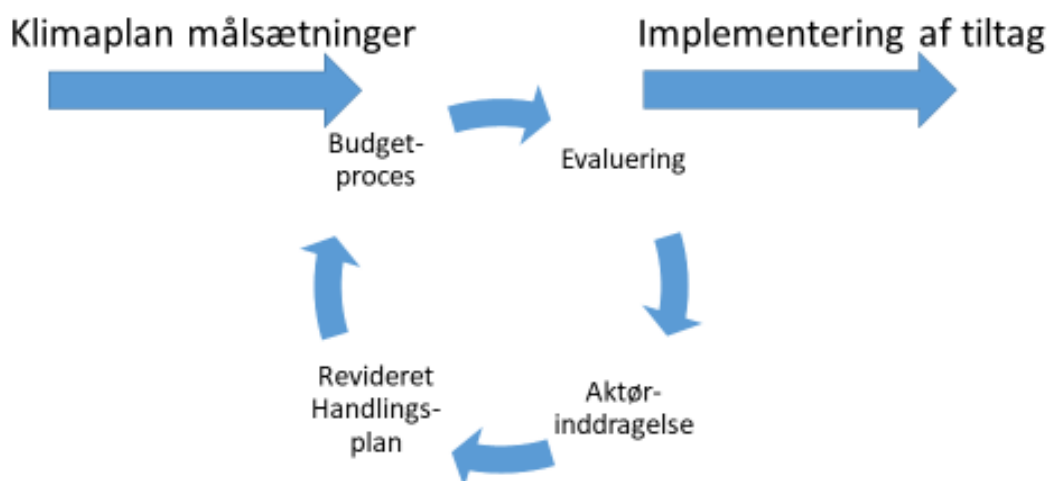 Klimaplan målsætninger
Implementering af tiltag
Budget-
proces
Evaluering
Aktør-
inddragelse
Revideret
Handlings-
plan